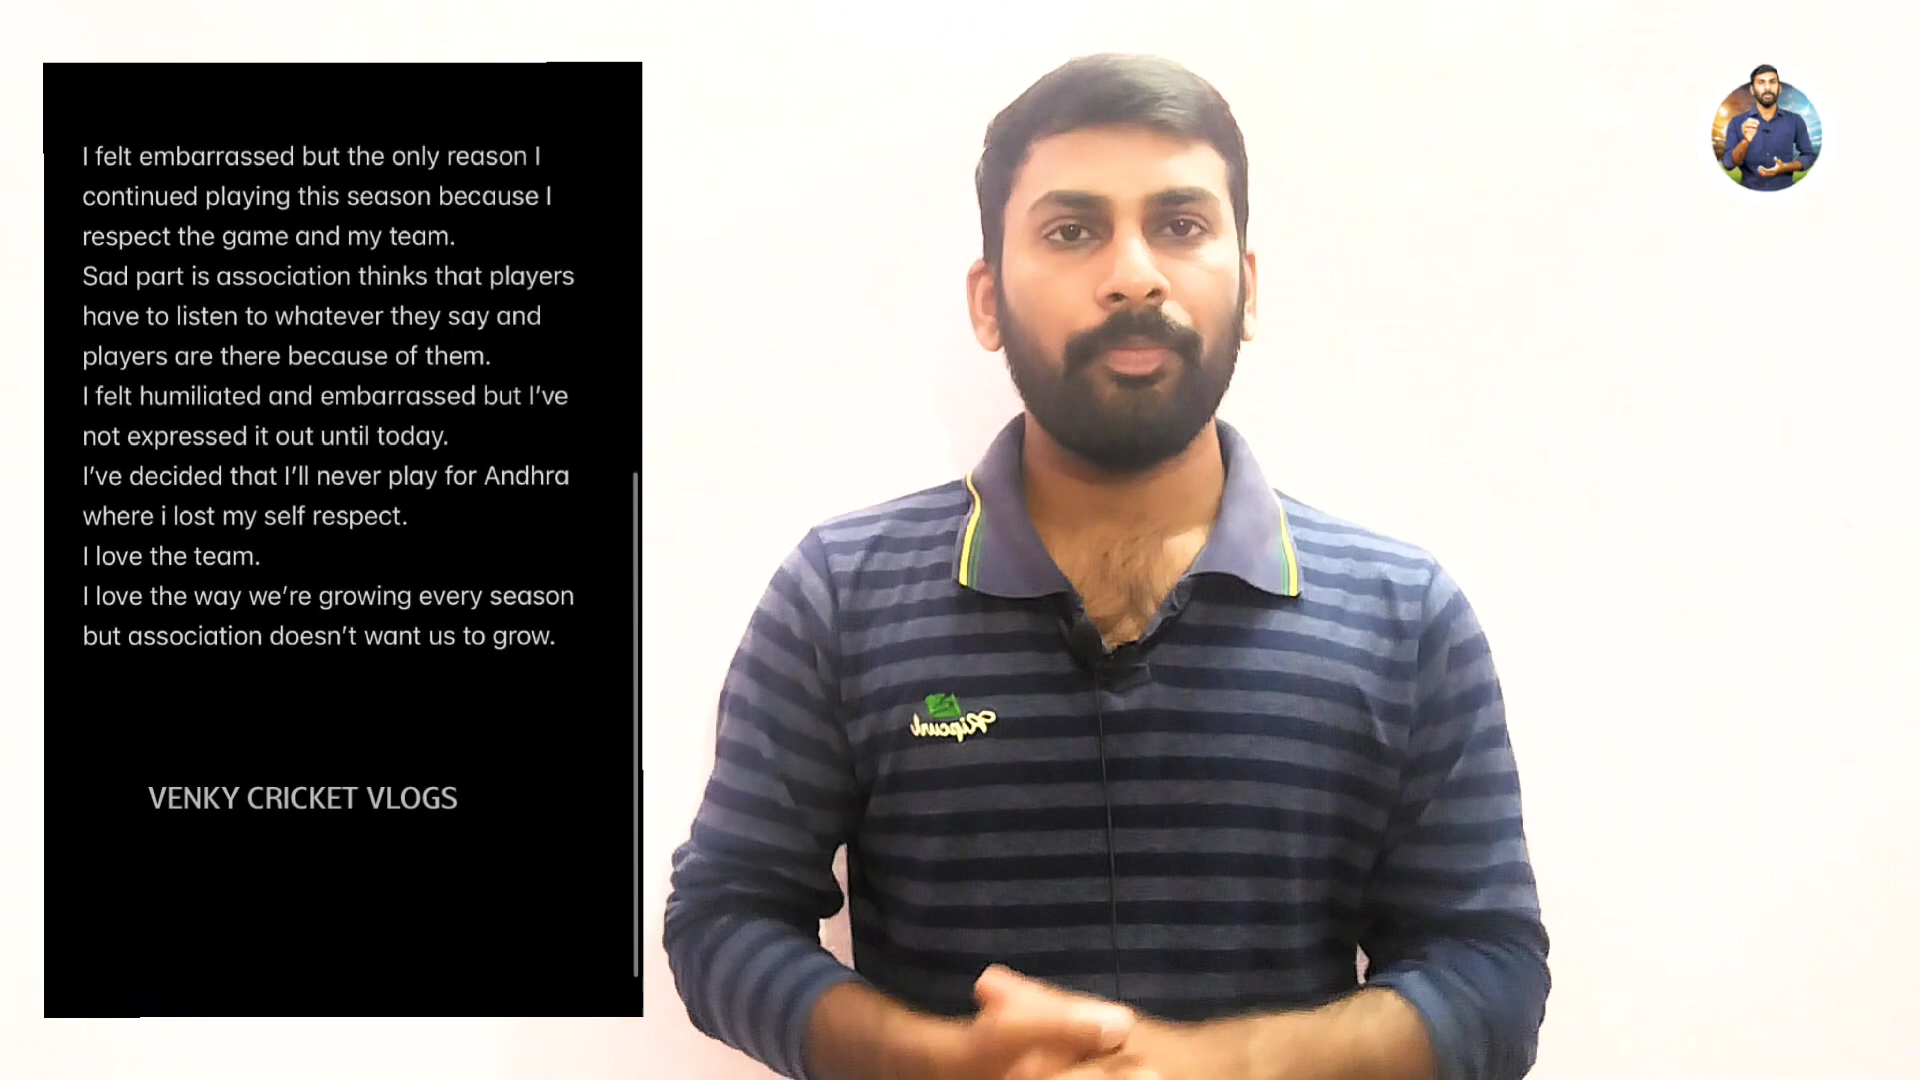 I felt embarrassed but the only reason I
continued playing this season because I
respect the game and my team.
Sad part is association thinks that players
have to listen to whatever they say and
players are there because of them.
I felt humiliated and embarrassed but I’ve
not expressed it out until today.
I’ve decided that I’ll never play for Andhra
where i lost my self respect.
I love the team.
I love the way we’re growing every season
but association doesn’t want us to grow.
VENKY CRICKET VLOGS
Ripcurl